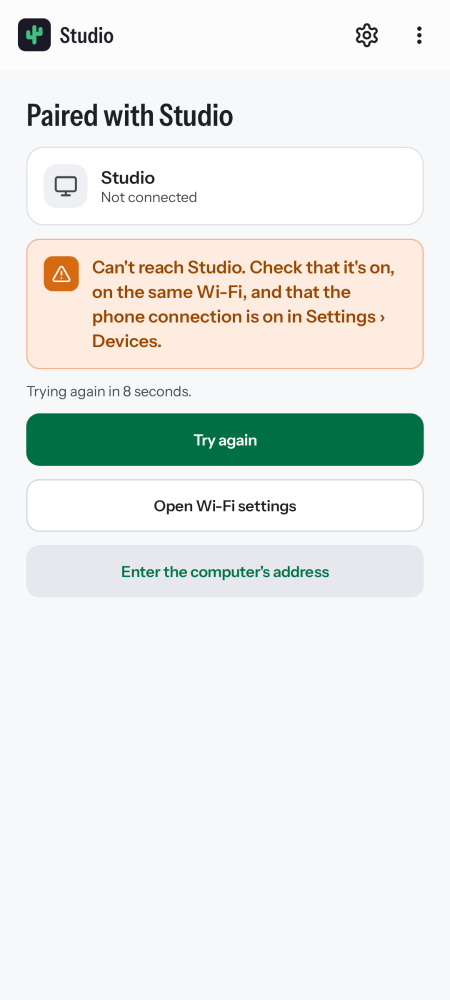 Studio
Paired with Studio
Studio
Not connected
Can't reach Studio. Check that it's on,
on the same Wi-Fi, and that the
phone connection is on in Settings ›
Devices.
Trying again in 8 seconds.
Try again
Open Wi-Fi settings
Enter the computer's address